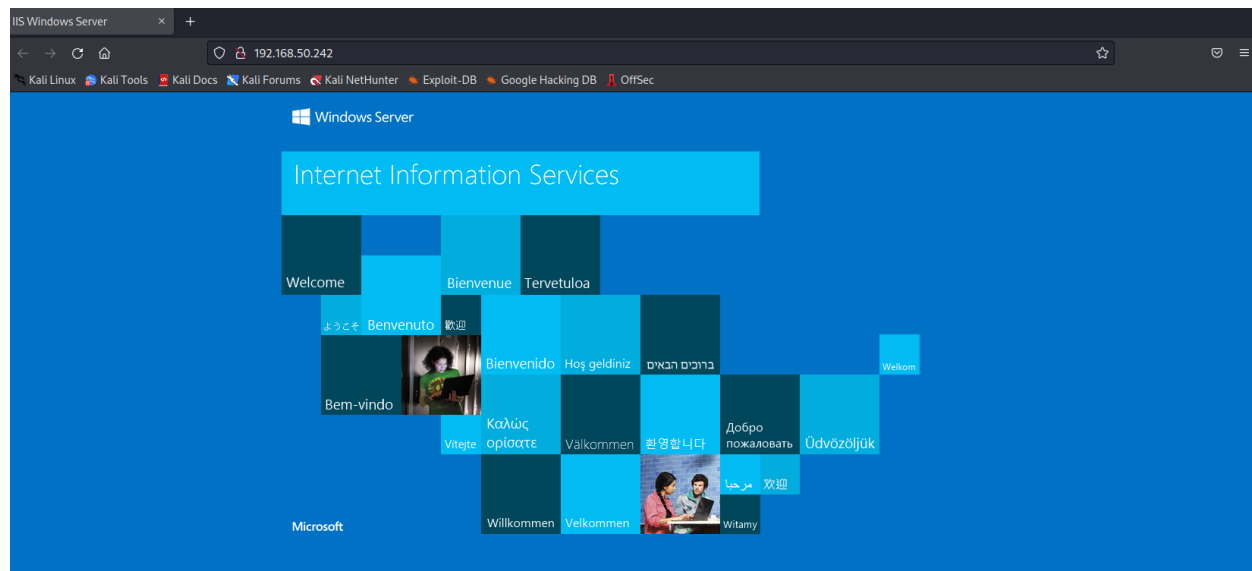 IIS Windows Server
192.168.50.242
Kali Linux Kali Tools Kali Docs Kali Forums Kali NetHunter Exploit-DB Google Hacking DB OffSec
Windows Server
Internet Information Services
Welcome
Bienvenue
Tervetuloa
ようこそ
Benvenuto
歡迎
Bienvenido
Hoş geldiniz
ברוכים הבאים
Welkom
Bem-vindo
Vítejte
Καλώς
ορίσατε
Välkommen
환영합니다
Добро
пожаловать
Üdvözöljük
مرحبا
欢迎
Microsoft
Willkommen
Velkommen
Witamy